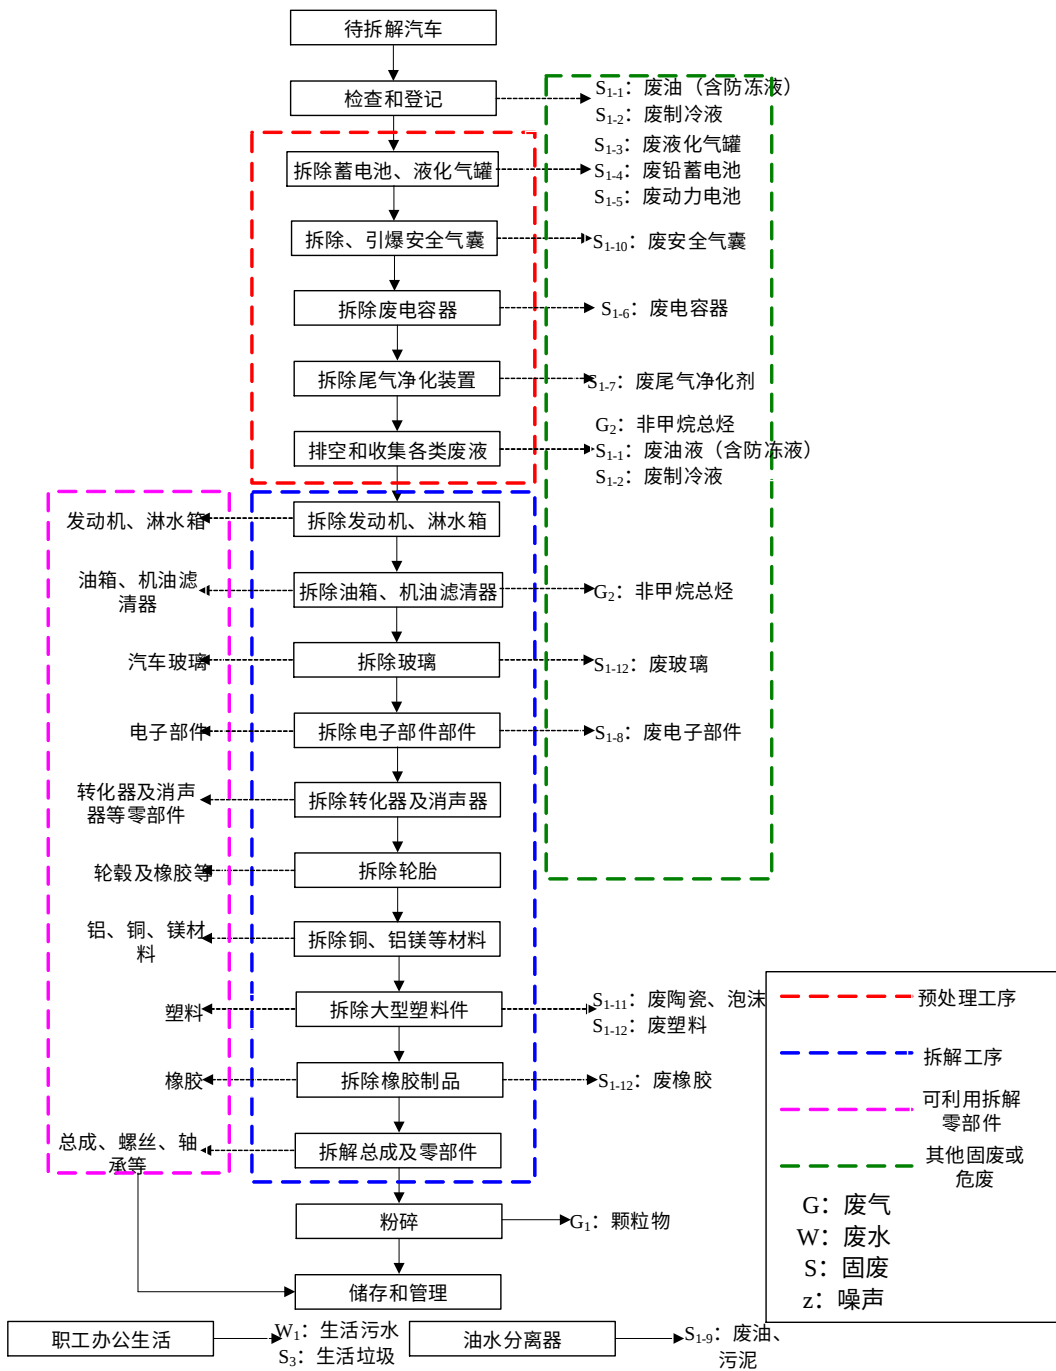 待拆解汽车
检查和登记
S1-1：废油（含防冻液）
S1-2：废制冷液
拆除蓄电池、液化气罐
S1-3：废液化气罐
S1-4：废铅蓄电池
S1-5：废动力电池
拆除、引爆安全气囊
S1-10：废安全气囊
拆除废电容器
S1-6：废电容器
拆除尾气净化装置
S1-7：废尾气净化剂
排空和收集各类废液
G2：非甲烷总烃
S1-1：废油液（含防冻液）
S1-2：废制冷液
发动机、淋水箱
拆除发动机、淋水箱
油箱、机油滤
清器
拆除油箱、机油滤清器
G2：非甲烷总烃
汽车玻璃
拆除玻璃
S1-12：废玻璃
电子部件
拆除电子部件部件
S1-8：废电子部件
转化器及消声
器等零部件
拆除转化器及消声器
轮毂及橡胶等
拆除轮胎
铝、铜、镁材
料
拆除铜、铝镁等材料
塑料
拆除大型塑料件
S1-11：废陶瓷、泡沫
S1-12：废塑料
橡胶
拆除橡胶制品
S1-12：废橡胶
总成、螺丝、轴
承等
拆解总成及零部件
粉碎
G1：颗粒物
储存和管理
职工办公生活
W1：生活污水
S3：生活垃圾
油水分离器
S1-9：废油、
污泥
预处理工序
拆解工序
可利用拆解
零部件
其他固废或
危废
G：废气
W：废水
S：固废
z：噪声